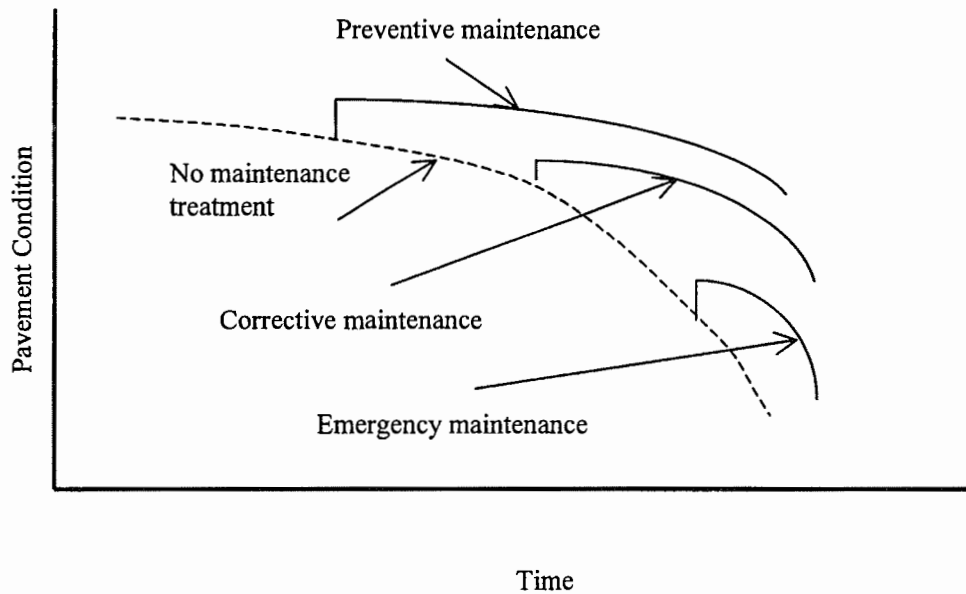 Preventive maintenance
No maintenance
treatment
Pavement Condition
Corrective maintenance
Emergency maintenance
Time